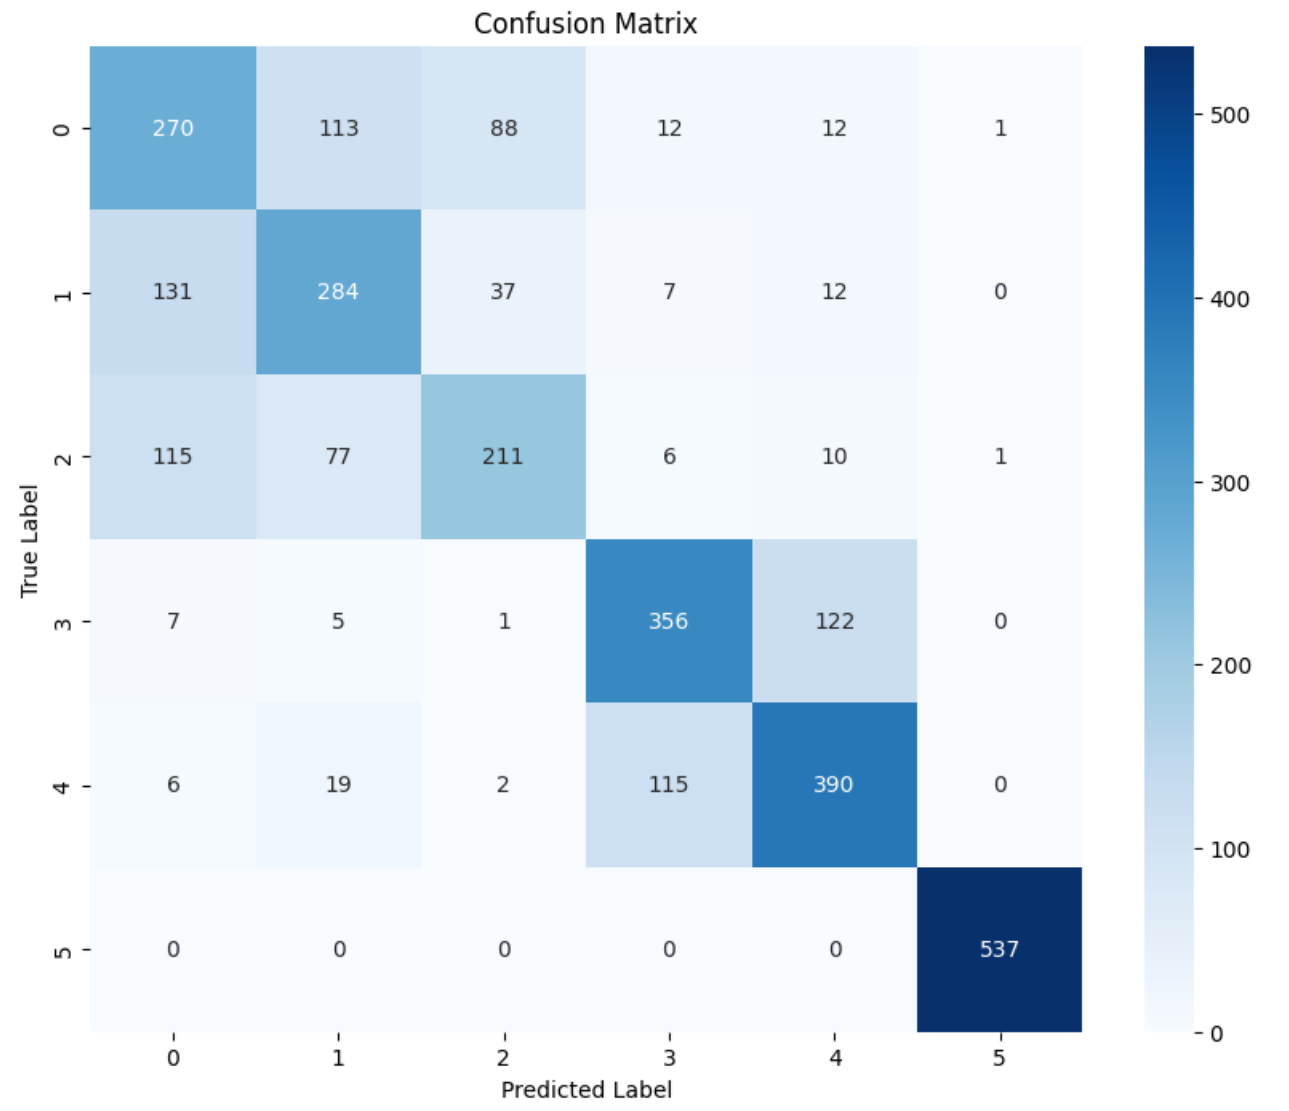 Confusion Matrix
0 270 113 88 12 12 1
1 131 284 37 7 12 0
2 115 77 211 6 10 1
3 7 5 1 356 122 0
4 6 19 2 115 390 0
5 0 0 0 0 0 537
0 1 2 3 4 5
Predicted Label
True Label
500
400
300
200
100
0